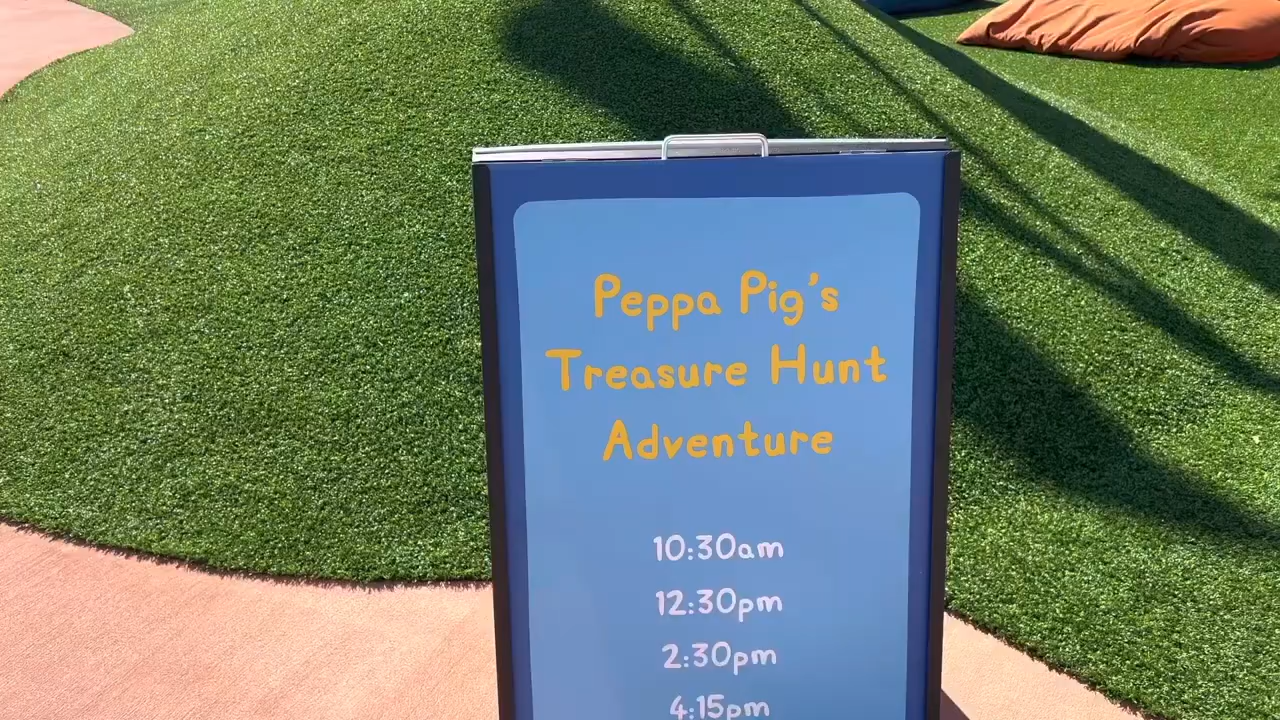 Peppa Pig's
Treasure Hunt
Adventure
10:30am
12:30pm
2:30pm
4:15pm